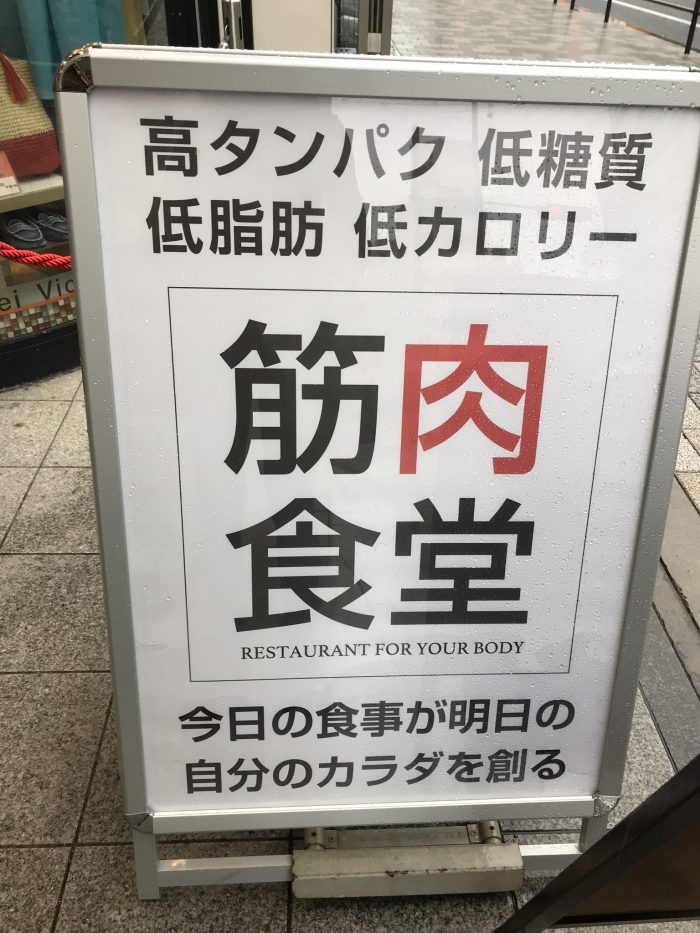 高タンパク 低糖質
低脂肪 低カロリー
筋肉
食堂
RESTAURANT FOR YOUR BODY
今日の食事が明日の
自分のカラダを創る
ei Vic